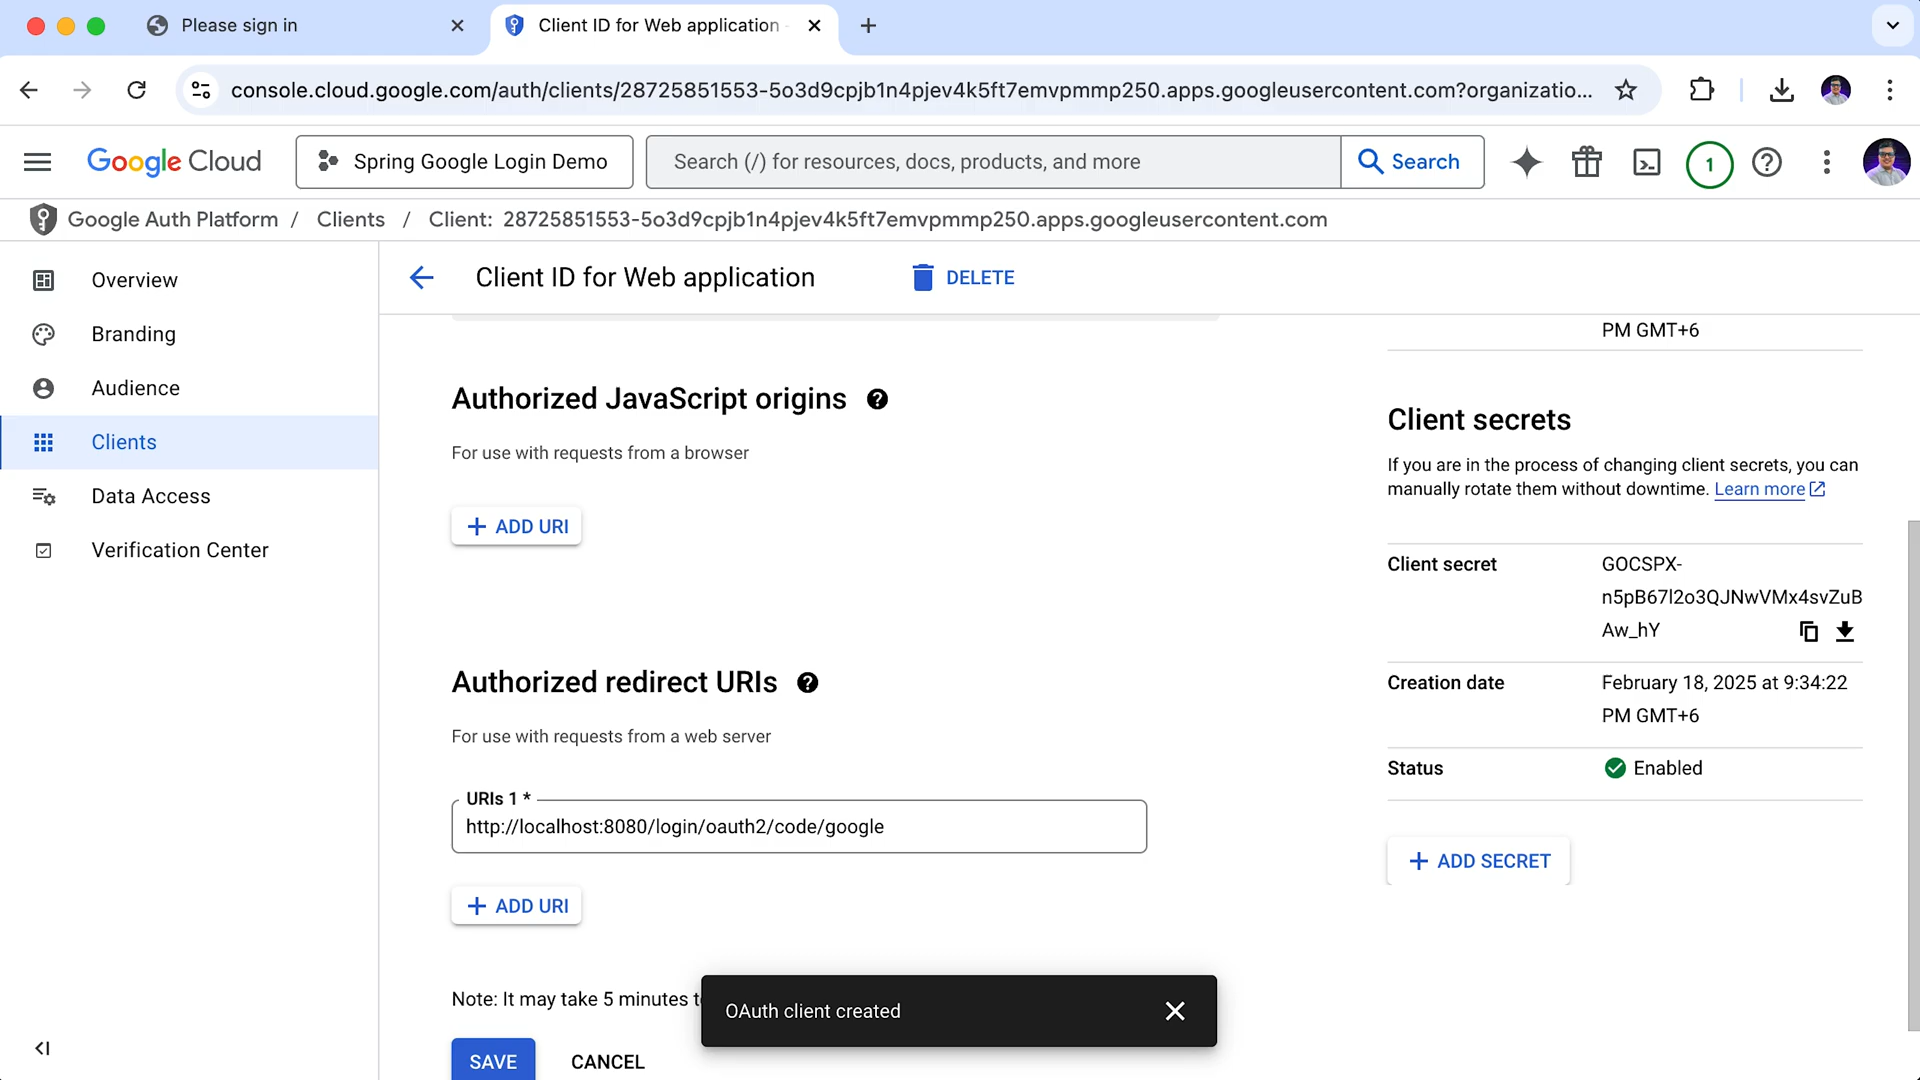 Please sign in
Client ID for Web application
console.cloud.google.com/auth/clients/28725851553-5o3d9cpjb1n4pjev4k5ft7emvpmmp250.apps.googleusercontent.com?organizatio...
Google Cloud
Spring Google Login Demo
Search (/) for resources, docs, products, and more
Search
1
Google Auth Platform / Clients / Client: 28725851553-5o3d9cpjb1n4pjev4k5ft7emvpmmp250.apps.googleusercontent.com
Overview
Branding
Audience
Clients
Data Access
Verification Center
Client ID for Web application
DELETE
Authorized JavaScript origins
For use with requests from a browser
+ ADD URI
Authorized redirect URIs
For use with requests from a web server
URIs 1 *
http://localhost:8080/login/oauth2/code/google
+ ADD URI
Note: It may take 5 minutes
OAuth client created
SAVE
CANCEL
PM GMT+6
Client secrets
If you are in the process of changing client secrets, you can
manually rotate them without downtime. Learn more
Client secret
GOCSPX-
n5pB67l2o3QJNwVMx4svZuB
Aw_hY
Creation date
February 18, 2025 at 9:34:22
PM GMT+6
Status
Enabled
+ ADD SECRET